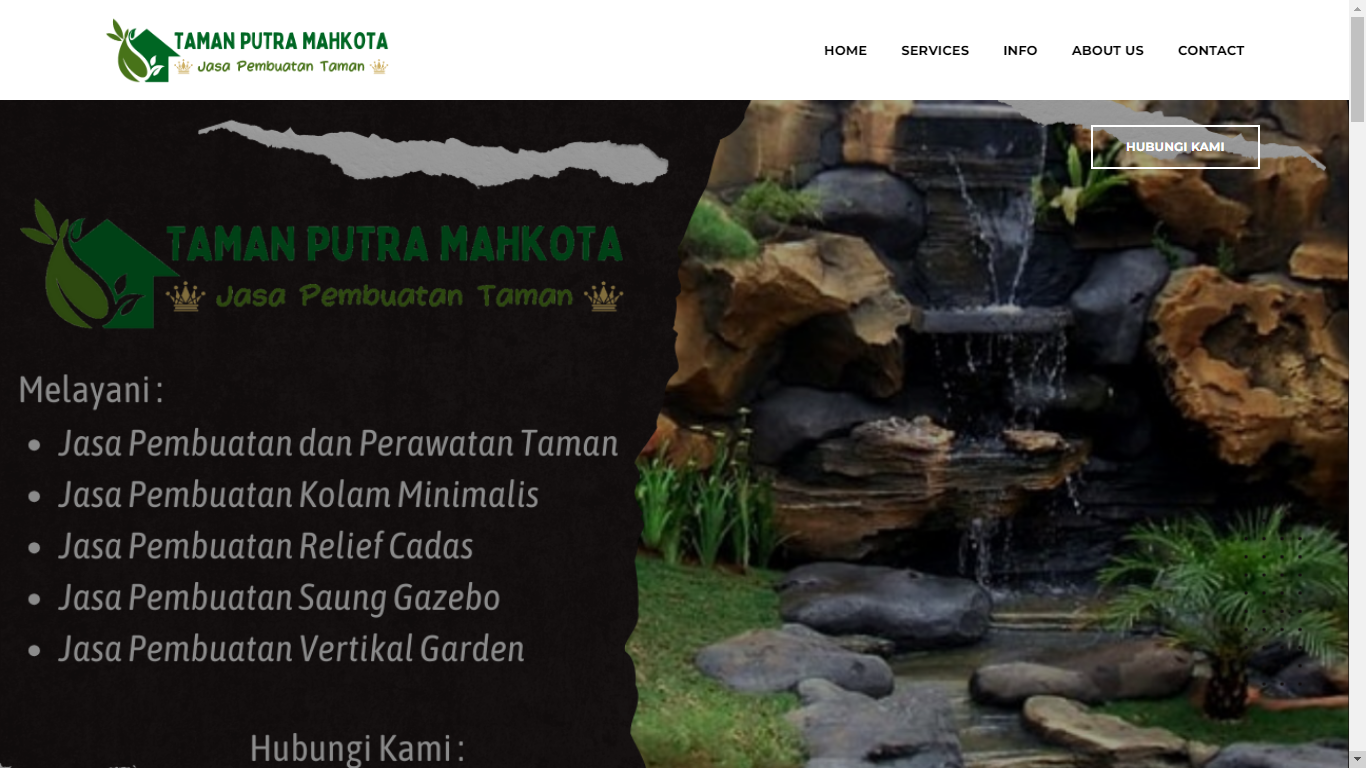 TAMAN PUTRA MAHKOTA
Jasa Pembuatan Taman
HOME
SERVICES
INFO
ABOUT US
CONTACT
HUBUNGI KAMI
TAMAN PUTRA MAHKOTA
Jasa Pembuatan Taman
Melayani :
• Jasa Pembuatan dan Perawatan Taman
• Jasa Pembuatan Kolam Minimalis
• Jasa Pembuatan Relief Cadas
• Jasa Pembuatan Saung Gazebo
• Jasa Pembuatan Vertikal Garden
Hubungi Kami :